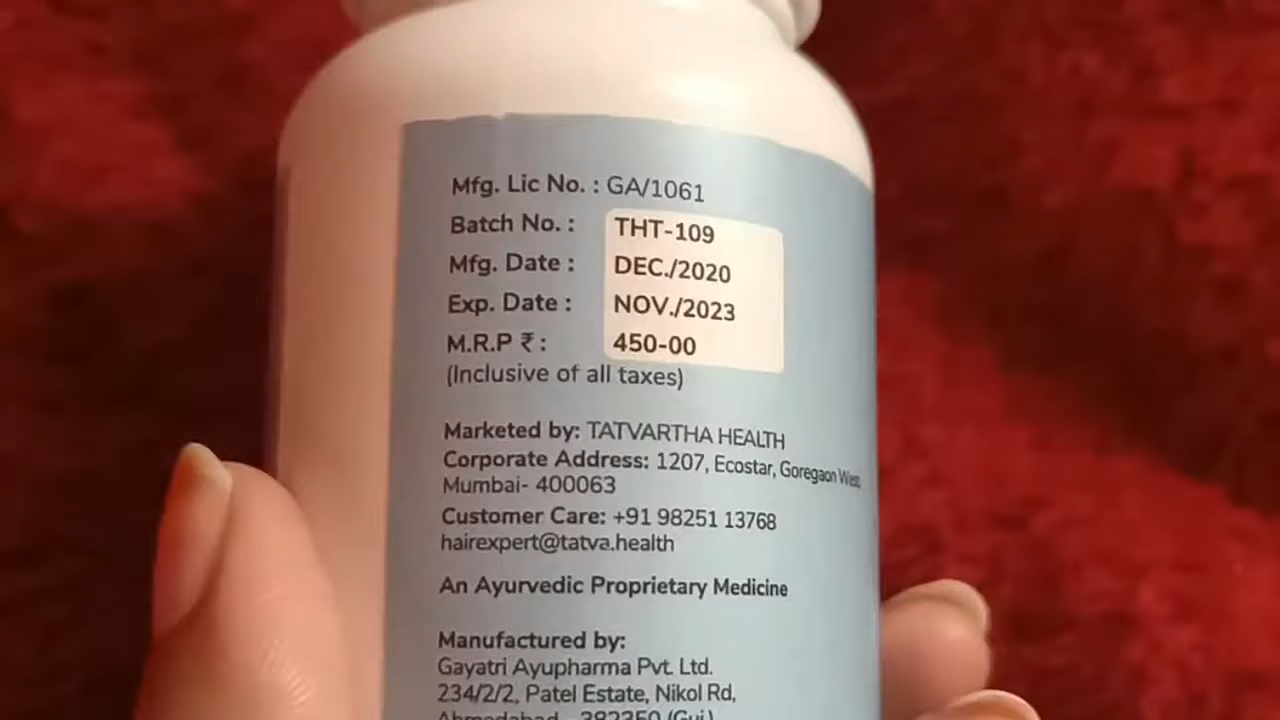 Mfg. Lic No. : GA/1061
Batch No. : THT-109
Mfg. Date : DEC./2020
Exp. Date : NOV./2023
M.R.P ₹ : 450-00
(Inclusive of all taxes)
Marketed by: TATVARTHA HEALTH
Corporate Address: 1207, Ecostar, Goregaon West,
Mumbai- 400063
Customer Care: +91 98251 13768
hairexpert@tatva.health
An Ayurvedic Proprietary Medicine
Manufactured by:
Gayatri Ayupharma Pvt. Ltd.
234/2/2, Patel Estate, Nikol Rd,
Ahmedabad - 382350 (Guj.)